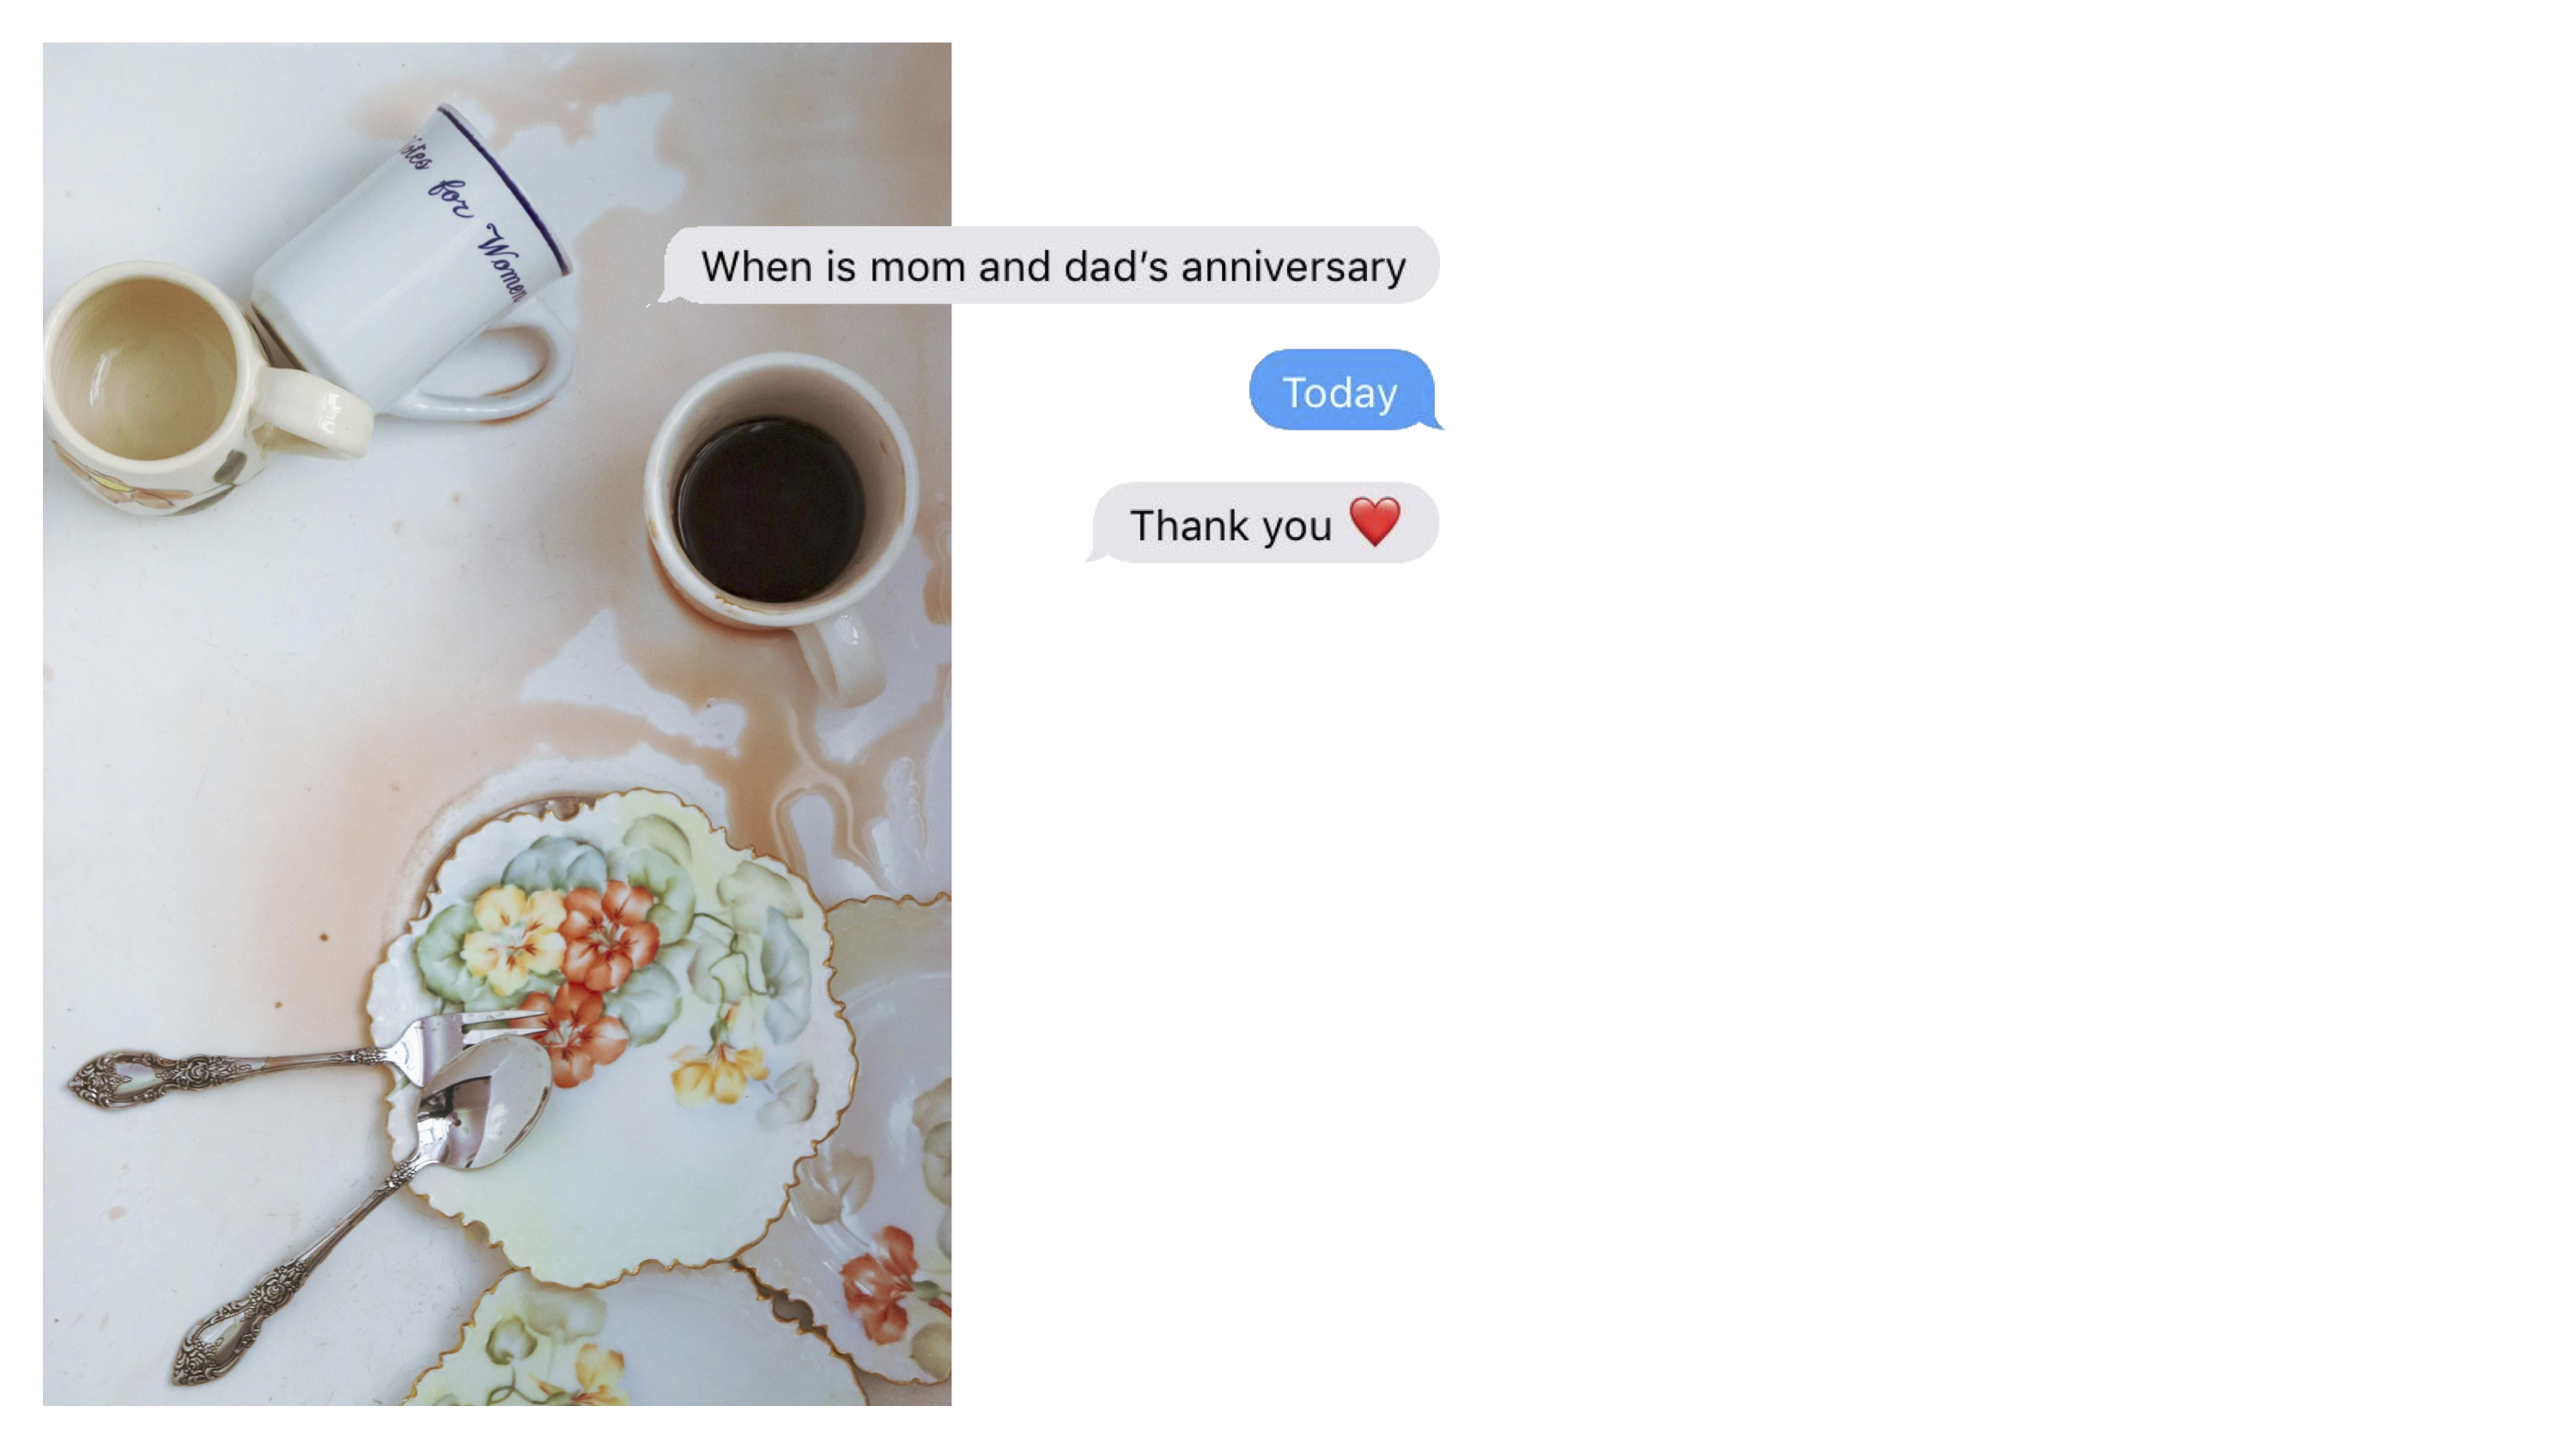 for Women
When is mom and dad’s anniversary
Today
Thank you ❤️